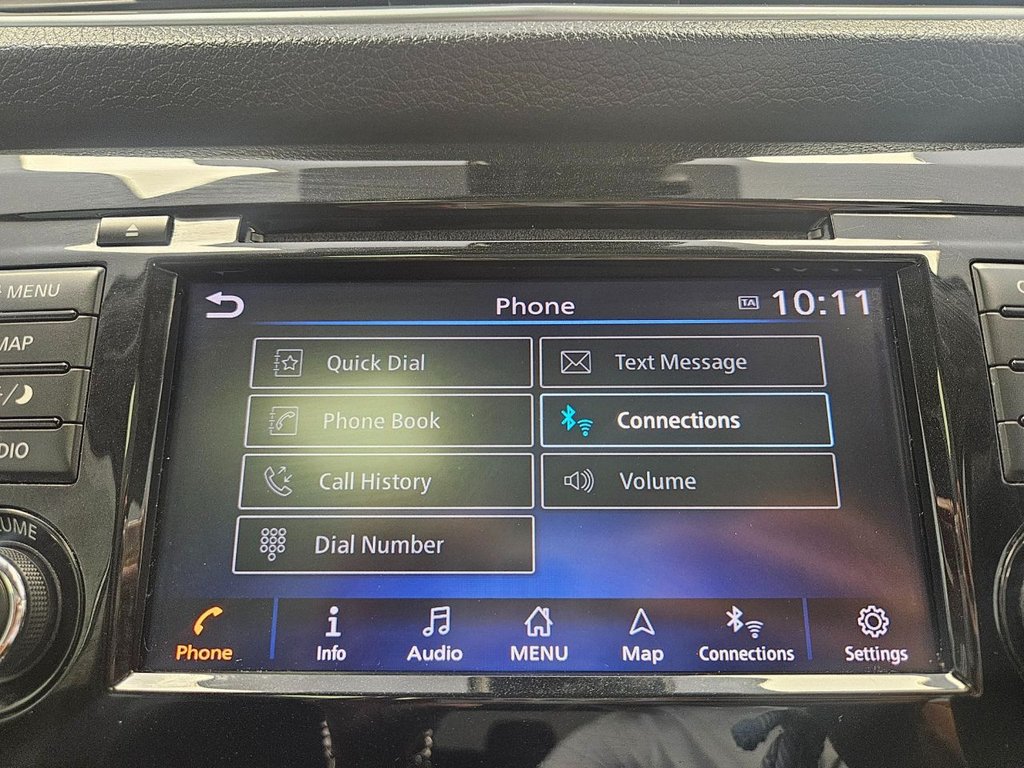 Phone
TA 10:11
Quick Dial
Text Message
Phone Book
Connections
Call History
Volume
Dial Number
Phone
Info
Audio
MENU
Map
Connections
Settings
MENU
MAP